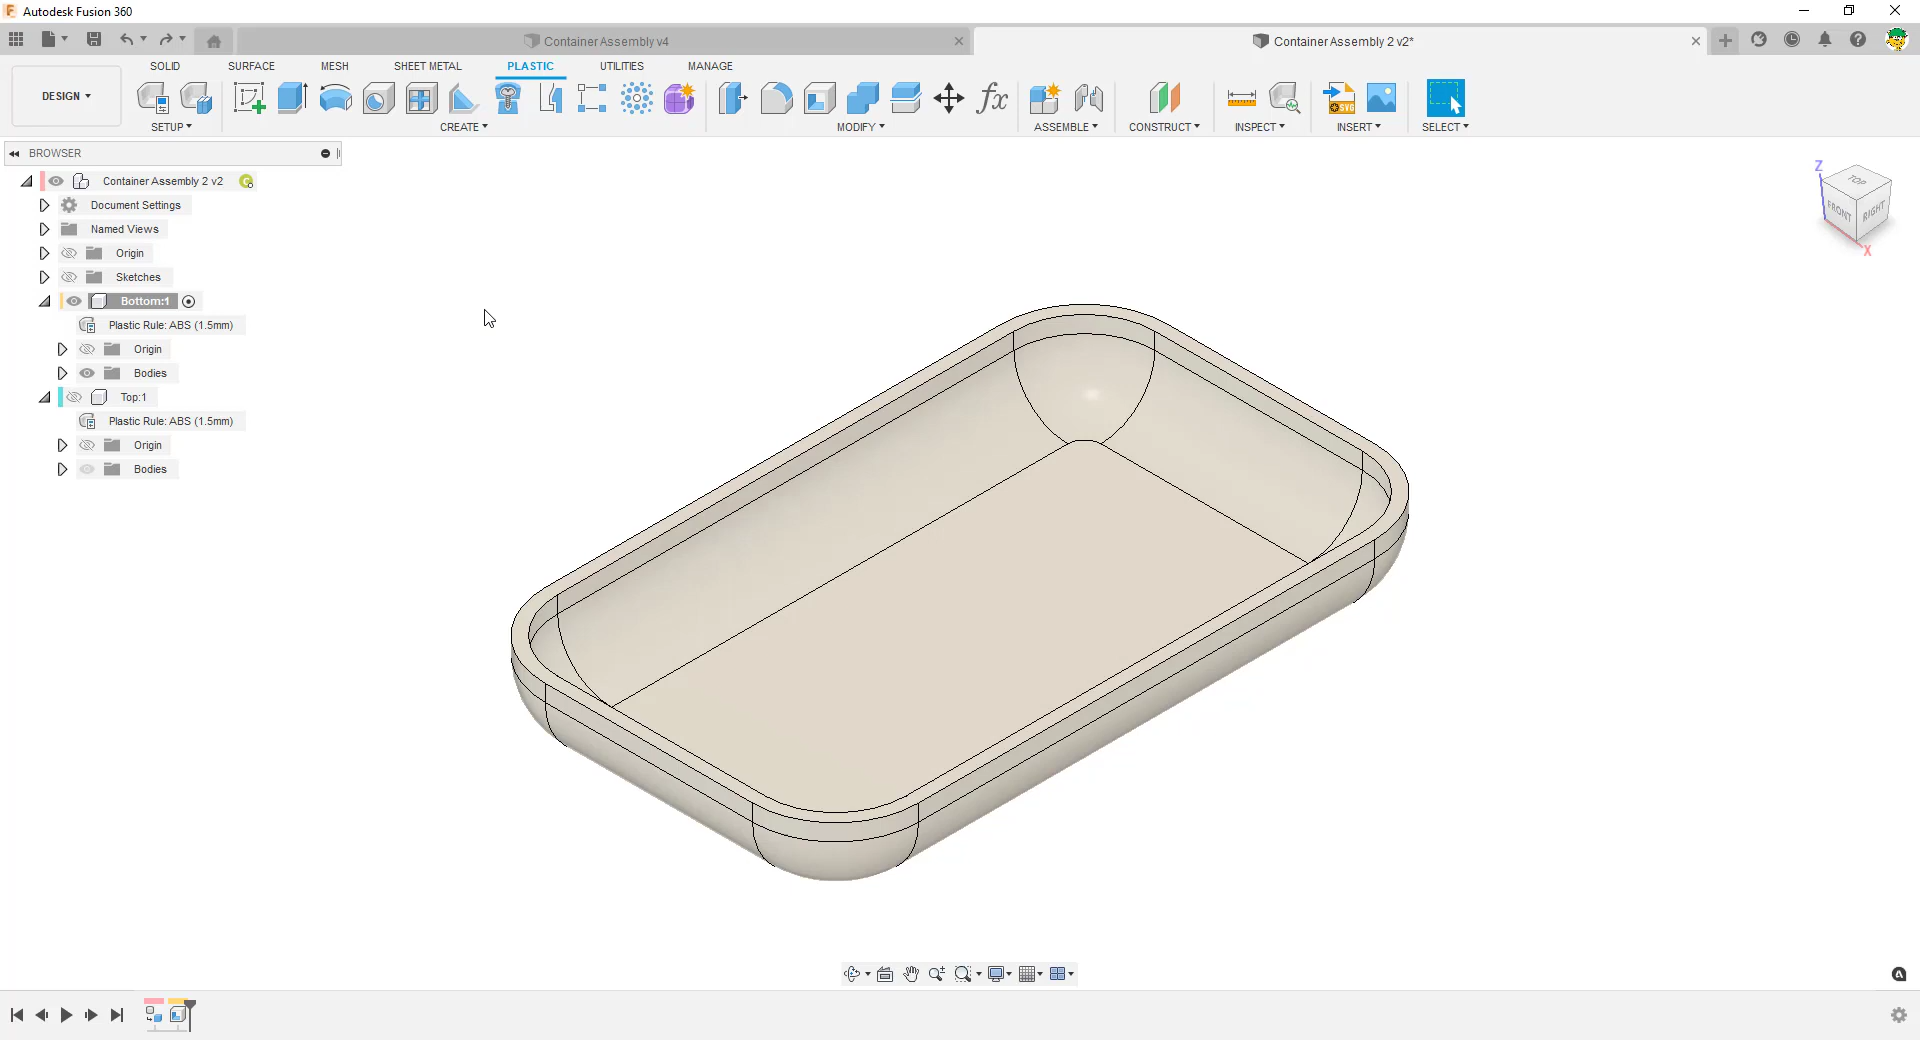 Autodesk Fusion 360
Container Assembly v4
Container Assembly 2 v2*
SOLID SURFACE MESH SHEET METAL PLASTIC UTILITIES MANAGE
DESIGN
SETUP CREATE MODIFY ASSEMBLE CONSTRUCT INSPECT INSERT SELECT
fx
SVG
BROWSER
Container Assembly 2 v2
Document Settings
Named Views
Origin
Sketches
Bottom:1
Plastic Rule: ABS (1.5mm)
Origin
Bodies
Top:1
Plastic Rule: ABS (1.5mm)
Origin
Bodies
Z
TOP
FRONT
RIGHT
X